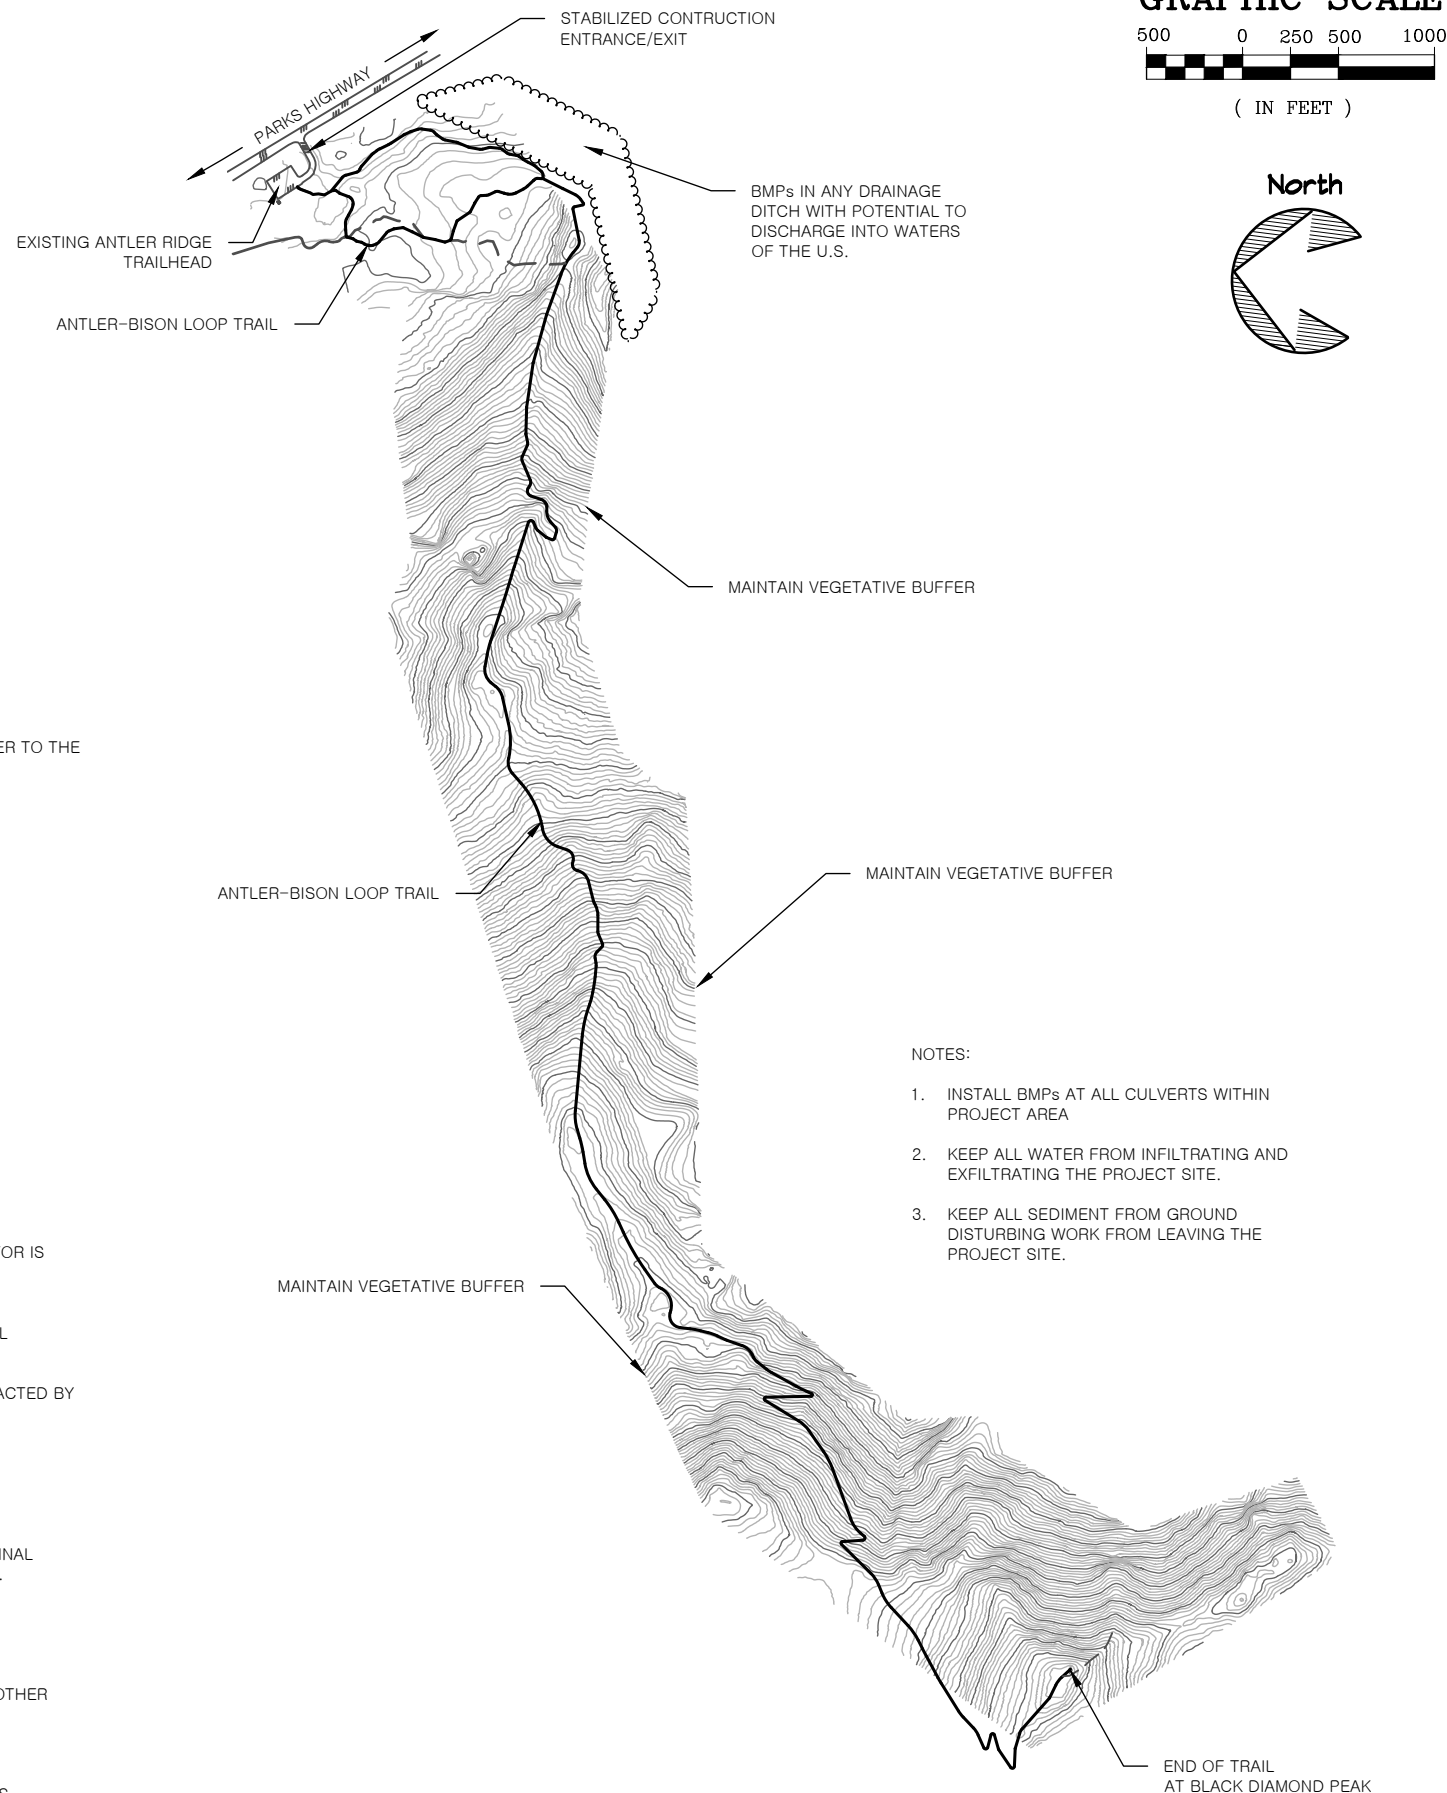 GRAPHIC SCALE
500 0 250 500 1000
( IN FEET )
North
STABILIZED CONTRUCTION
ENTRANCE/EXIT
PARKS HIGHWAY
BMPs IN ANY DRAINAGE
DITCH WITH POTENTIAL TO
DISCHARGE INTO WATERS
OF THE U.S.
EXISTING ANTLER RIDGE
TRAILHEAD
ANTLER-BISON LOOP TRAIL
MAINTAIN VEGETATIVE BUFFER
TO THE
MAINTAIN VEGETATIVE BUFFER
ANTLER-BISON LOOP TRAIL
NOTES:
1. INSTALL BMPs AT ALL CULVERTS WITHIN
PROJECT AREA
2. KEEP ALL WATER FROM INFILTRATING AND
EXFILTRATING THE PROJECT SITE.
3. KEEP ALL SEDIMENT FROM GROUND
DISTURBING WORK FROM LEAVING THE
PROJECT SITE.
IS
MAINTAIN VEGETATIVE BUFFER
BY
OTHER
END OF TRAIL
AT BLACK DIAMOND PEAK